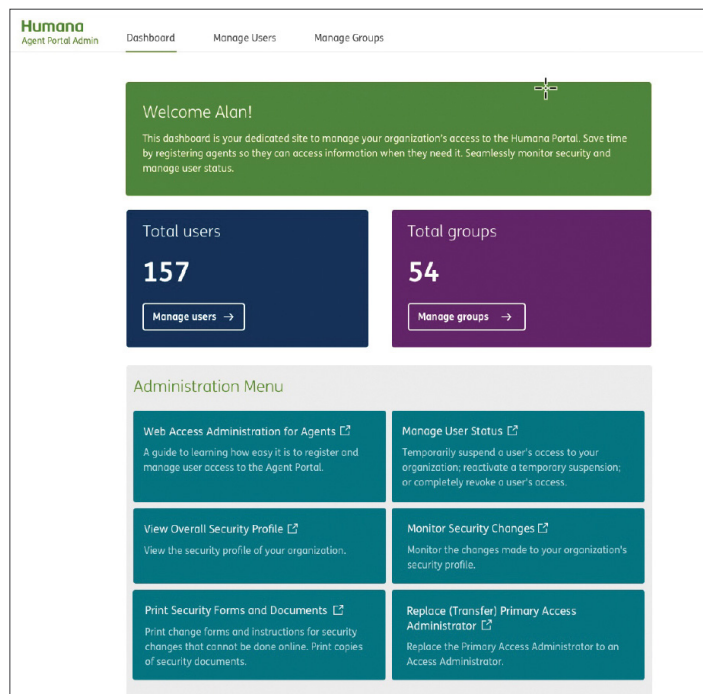 Humana
Agent Portal Admin
Dashboard
Manage Users
Manage Groups
Welcome Alan!
This dashboard is your dedicated site to manage your organization's access to the Humana Portal. Save time
by registering agents so they can access information when they need it. Seamlessly monitor security and
manage user status.
Total users
157
Manage users →
Total groups
54
Manage groups →
Administration Menu
Web Access Administration for Agents
A guide to learning how easy it is to register and
manage user access to the Agent Portal.
Manage User Status
Temporarily suspend a user's access to your
organization; reactivate a temporary suspension;
or completely revoke a user's access.
View Overall Security Profile
View the security profile of your organization.
Monitor Security Changes
Monitor the changes made to your organization's
security profile.
Print Security Forms and Documents
Print change forms and instructions for security
changes that cannot be done online. Print copies
of security documents.
Replace (Transfer) Primary Access
Administrator
Replace the Primary Access Administrator to an
Access Administrator.